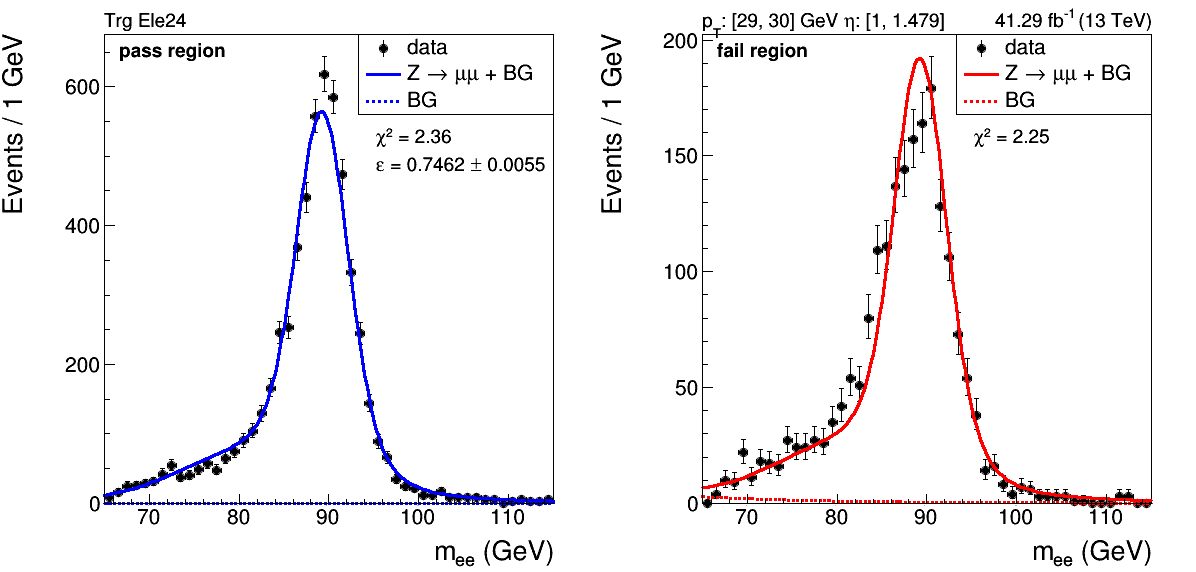 Trg Ele24
pass region
data
Z → μμ + BG
BG
χ² = 2.36
ε = 0.7462 ± 0.0055
Events / 1 GeV
600
400
200
0
70 80 90 100 110
m_ee (GeV)
p_T: [29, 30] GeV η: [1, 1.479] 41.29 fb⁻¹ (13 TeV)
fail region
data
Z → μμ + BG
BG
χ² = 2.25
Events / 1 GeV
200
150
100
50
0
70 80 90 100 110
m_ee (GeV)